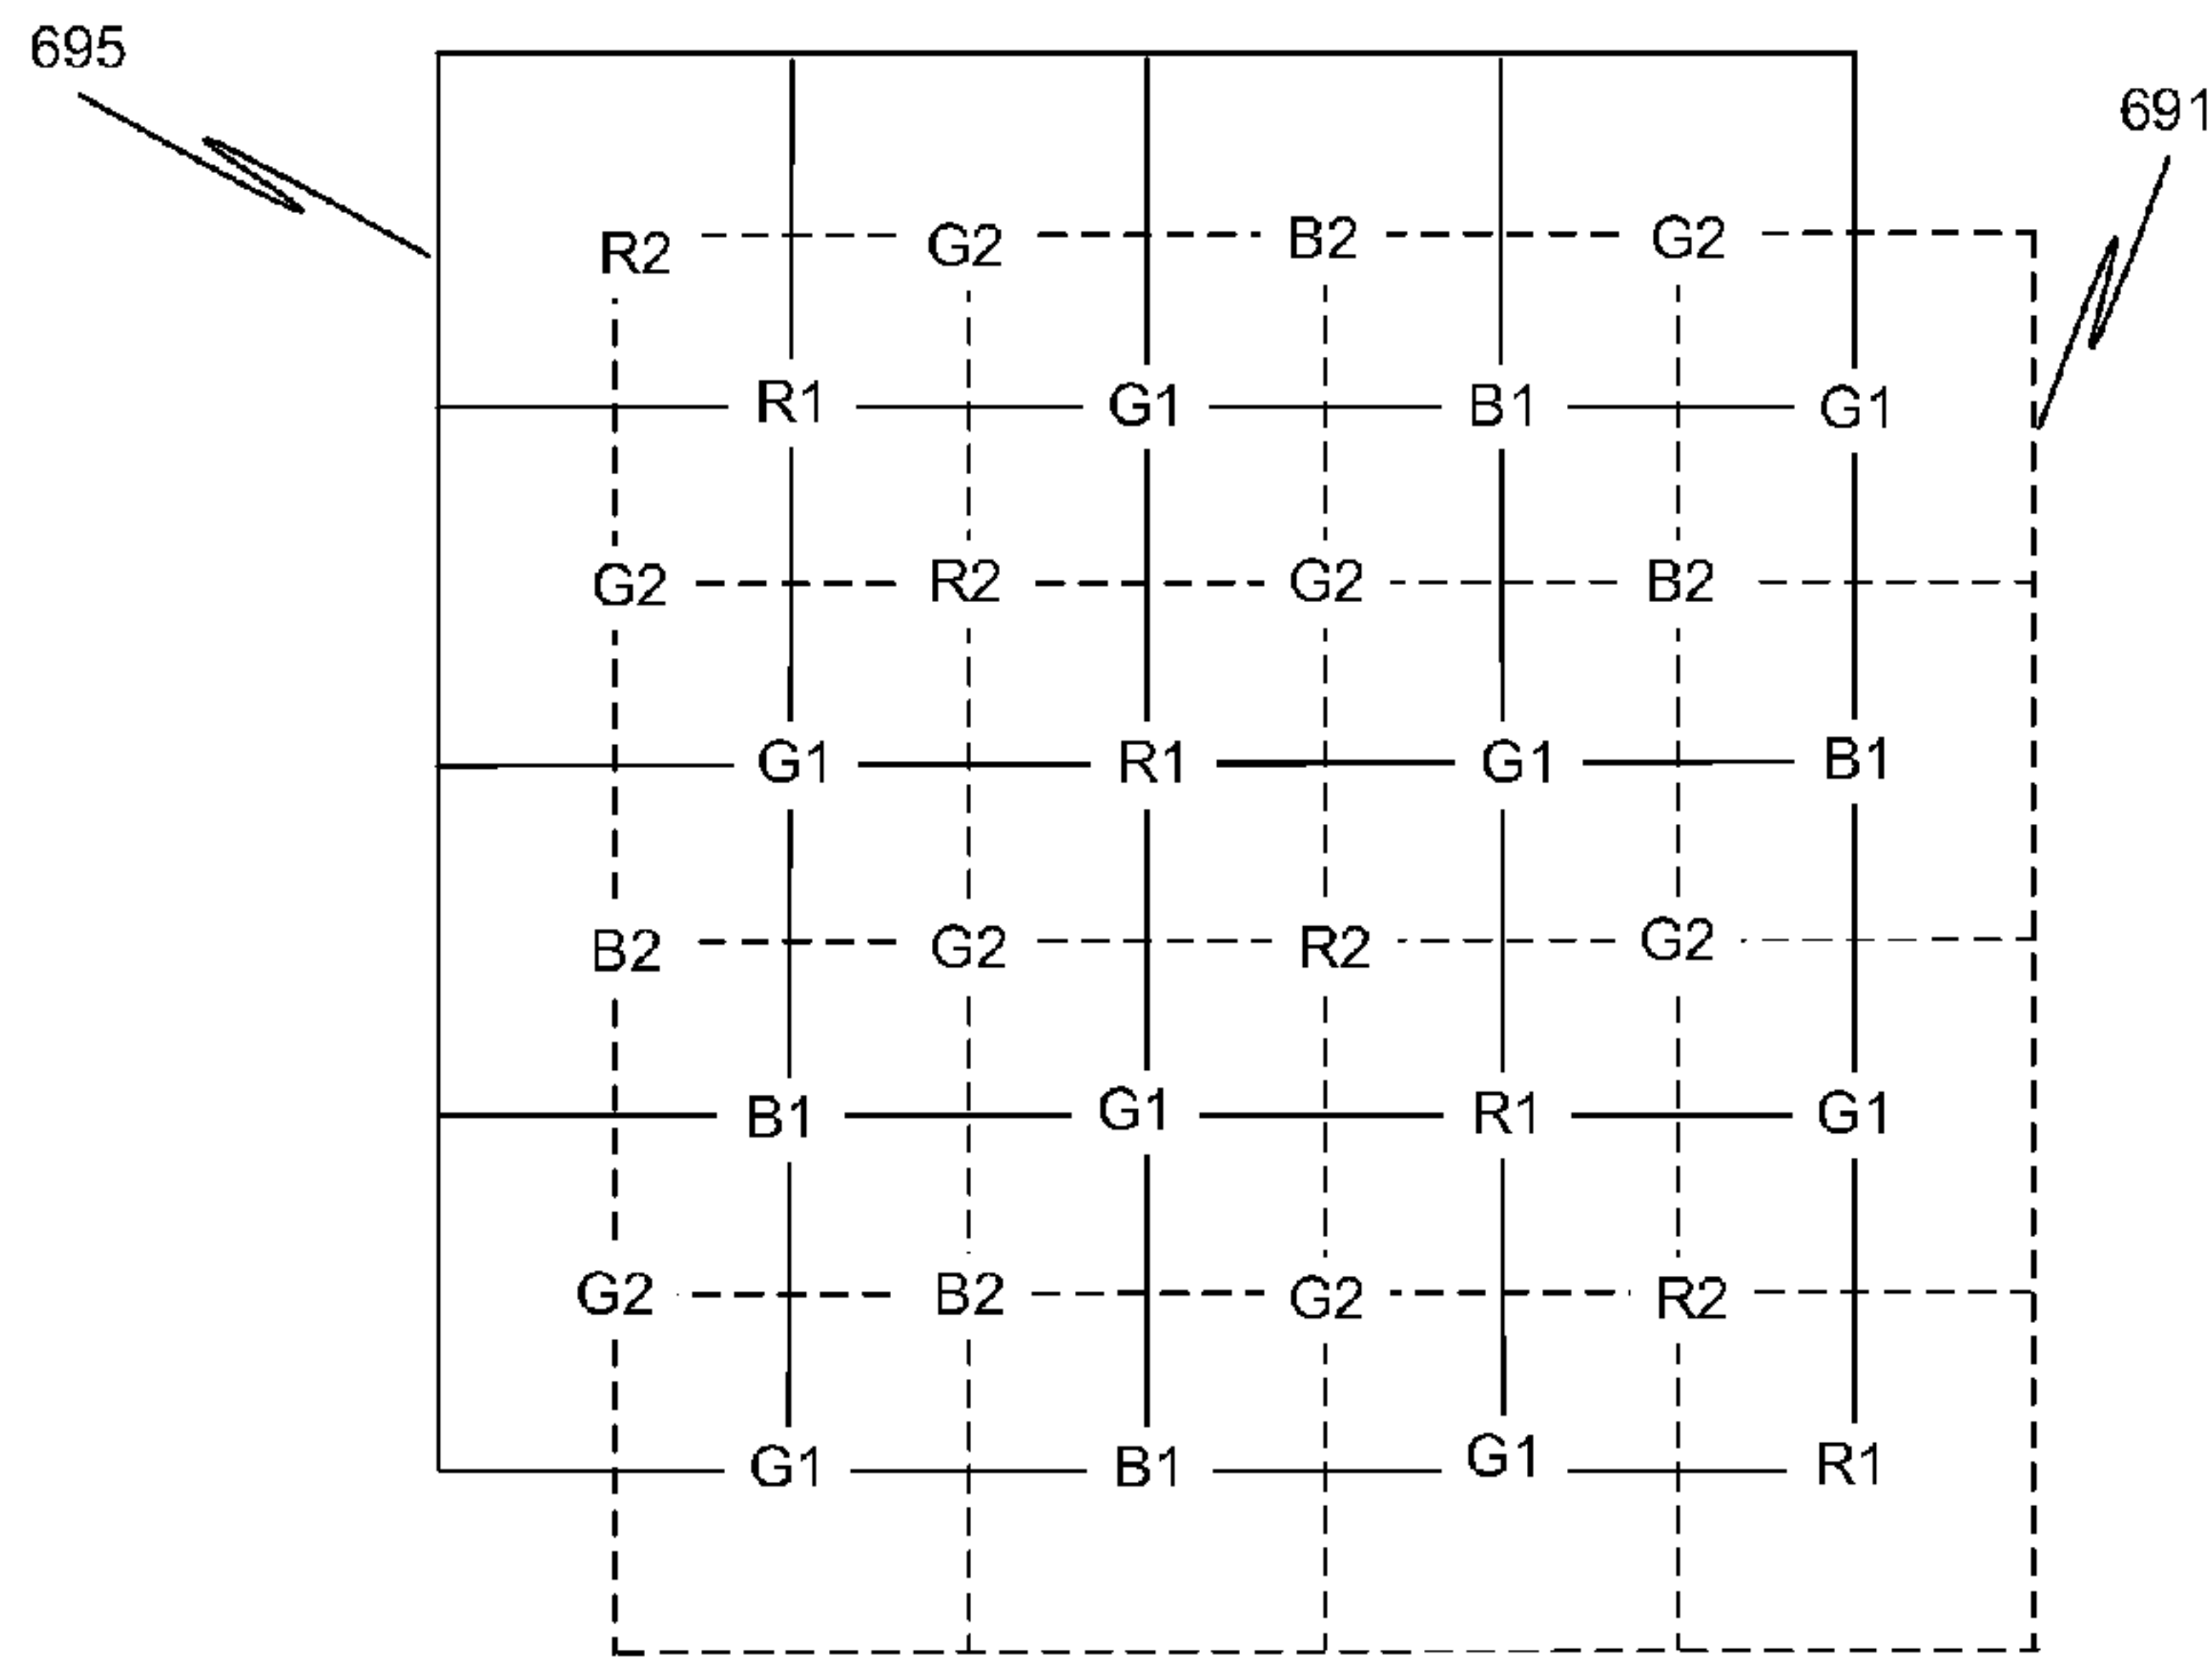 695
691
R2 G2 B2 G2
R1 G1 B1 G1
G2 R2 G2 B2
G1 R1 G1 B1
B2 G2 R2 G2
B1 G1 R1 G1
G2 B2 G2 R2
G1 B1 G1 R1